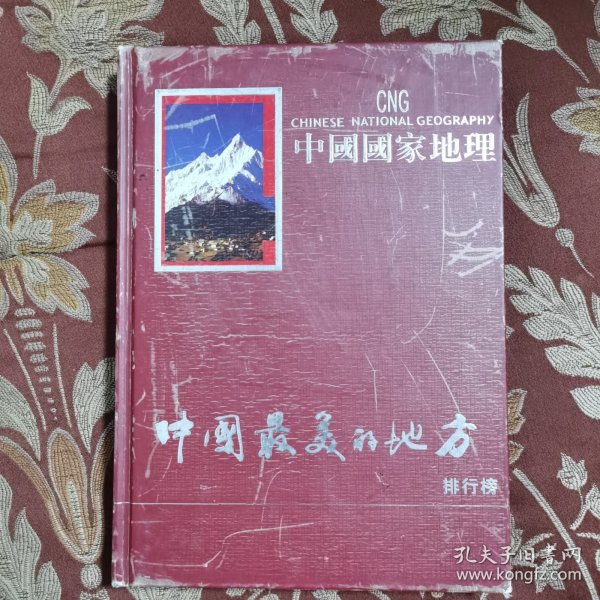 CNG
CHINESE NATIONAL GEOGRAPHY
中國國家地理
中國最美的地方
排行榜
孔夫子旧书网
www.kongfz.com